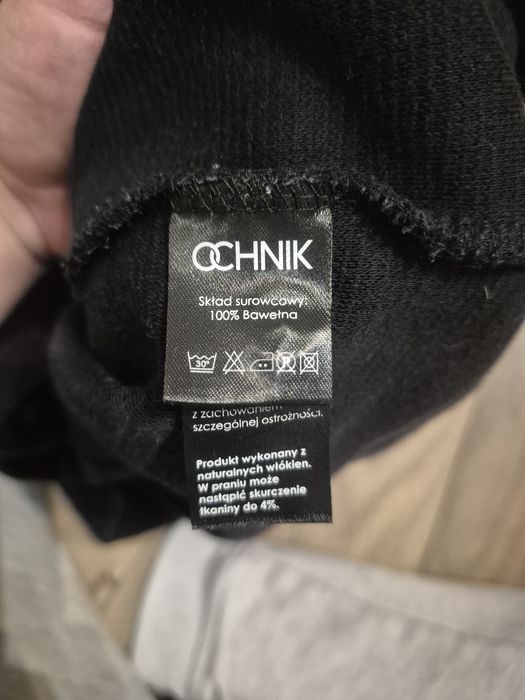 OCHNIK
Skład surowcowy:
100% Bawełna
30°
z zachowaniem
szczególnej ostrożności.
Produkt wykonany z
naturalnych włókien.
W praniu może
nastąpić skurczenie
tkaniny do 4%.